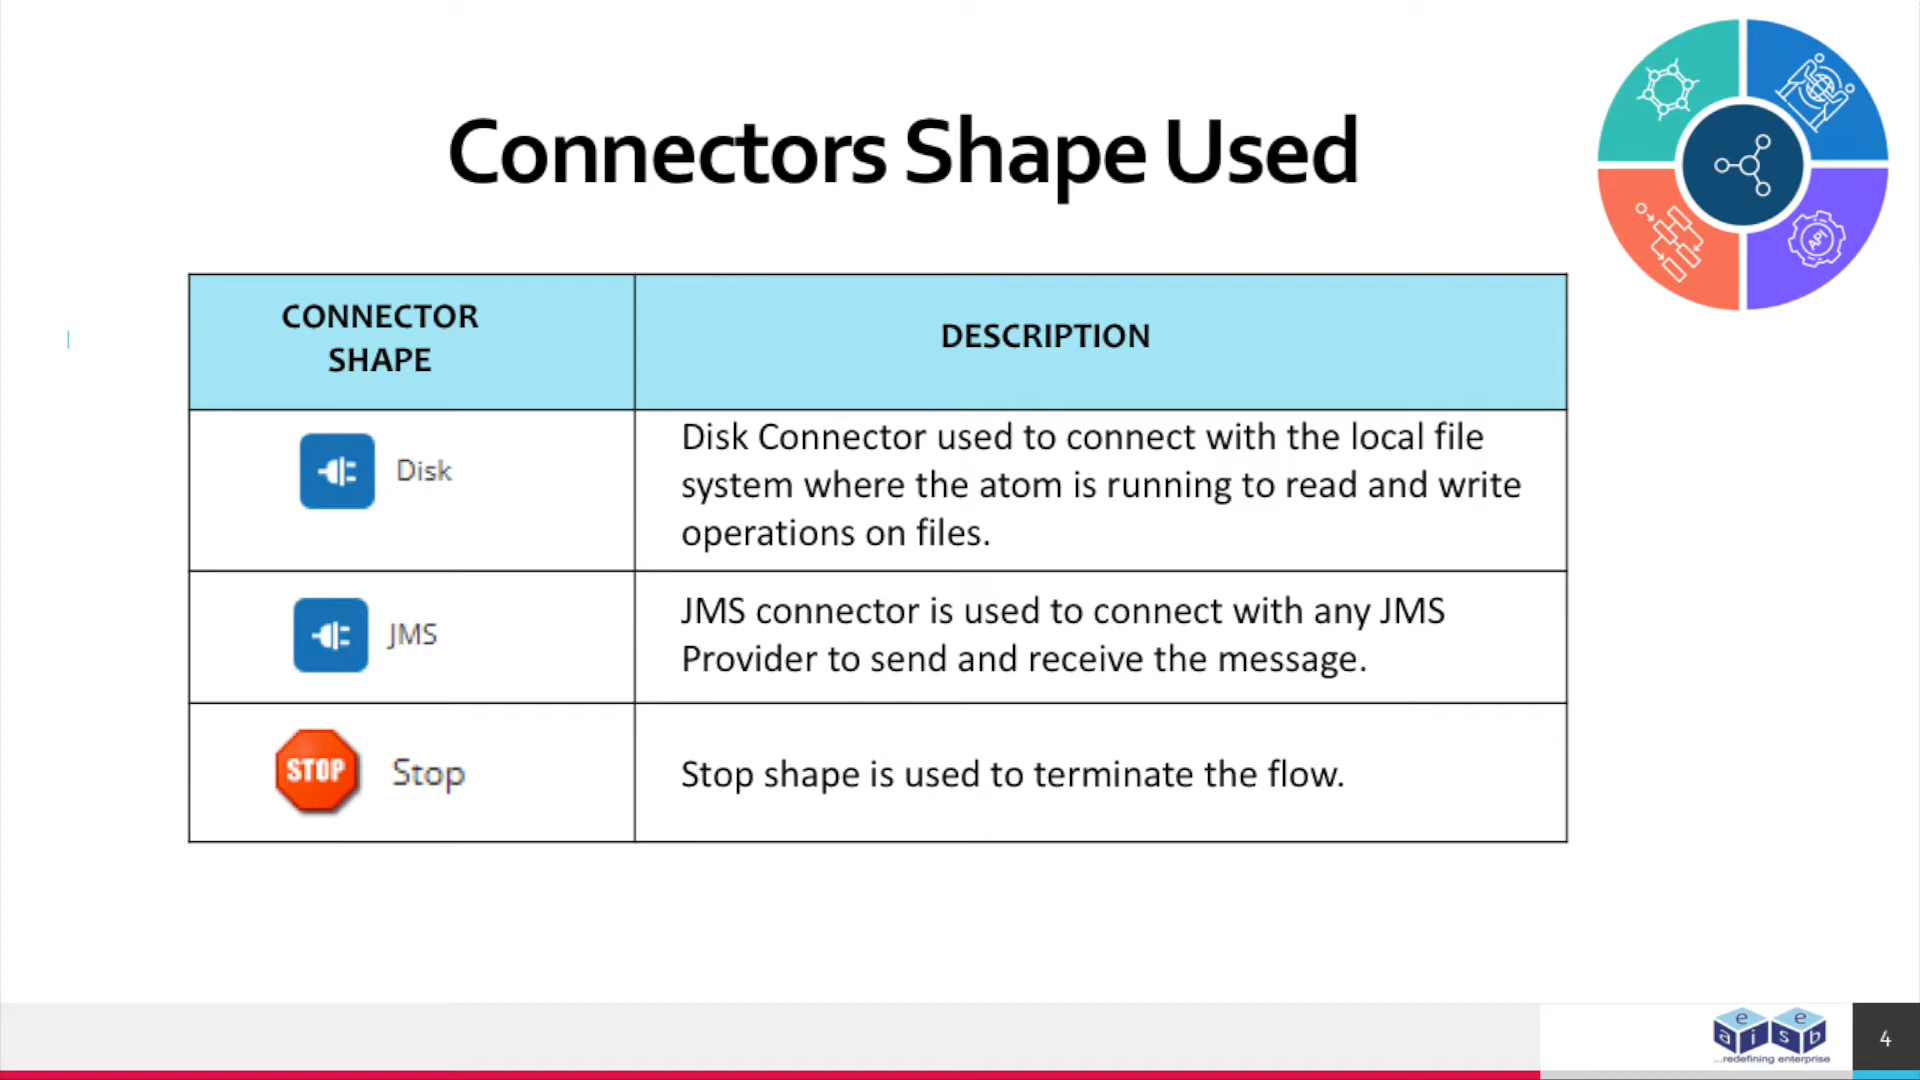 Connectors Shape Used
CONNECTOR
SHAPE
DESCRIPTION
Disk
Disk Connector used to connect with the local file
system where the atom is running to read and write
operations on files.
JMS
JMS connector is used to connect with any JMS
Provider to send and receive the message.
STOP
Stop
Stop shape is used to terminate the flow.
API
e e
a i s b
...redefining enterprise
4